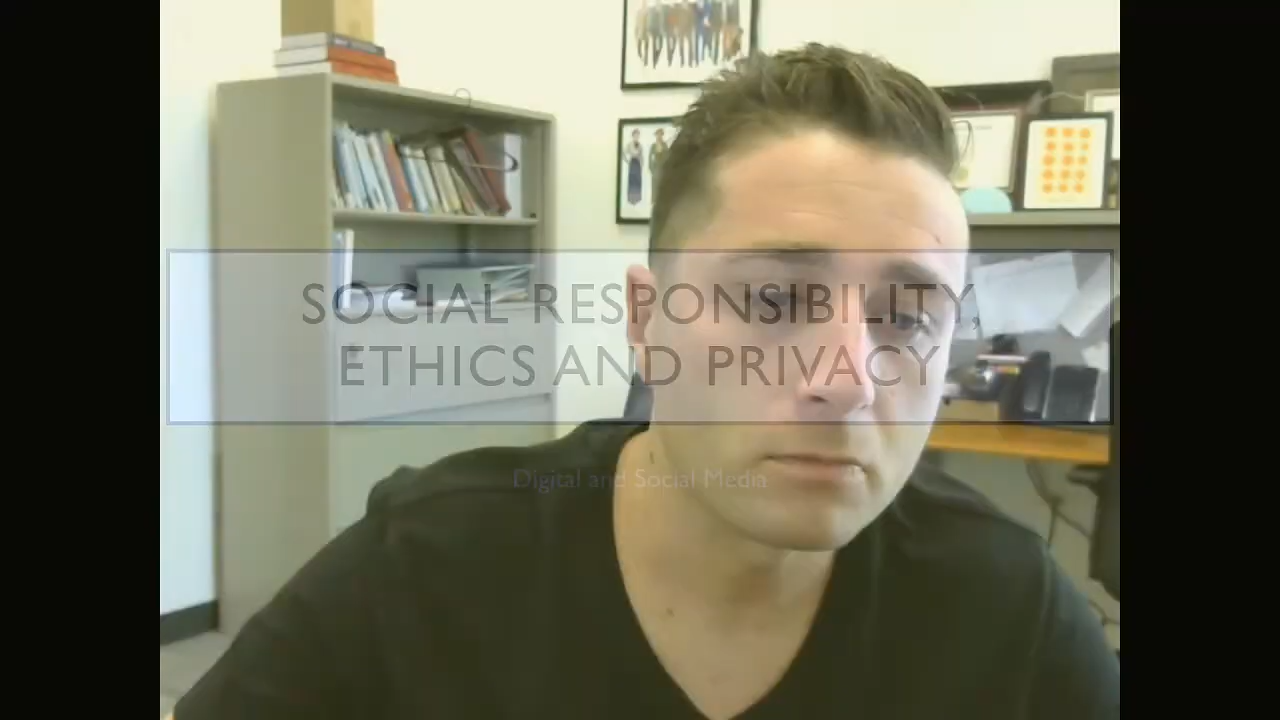 SOCIAL RESPONSIBILITY,
ETHICS AND PRIVACY
Digital and Social Media